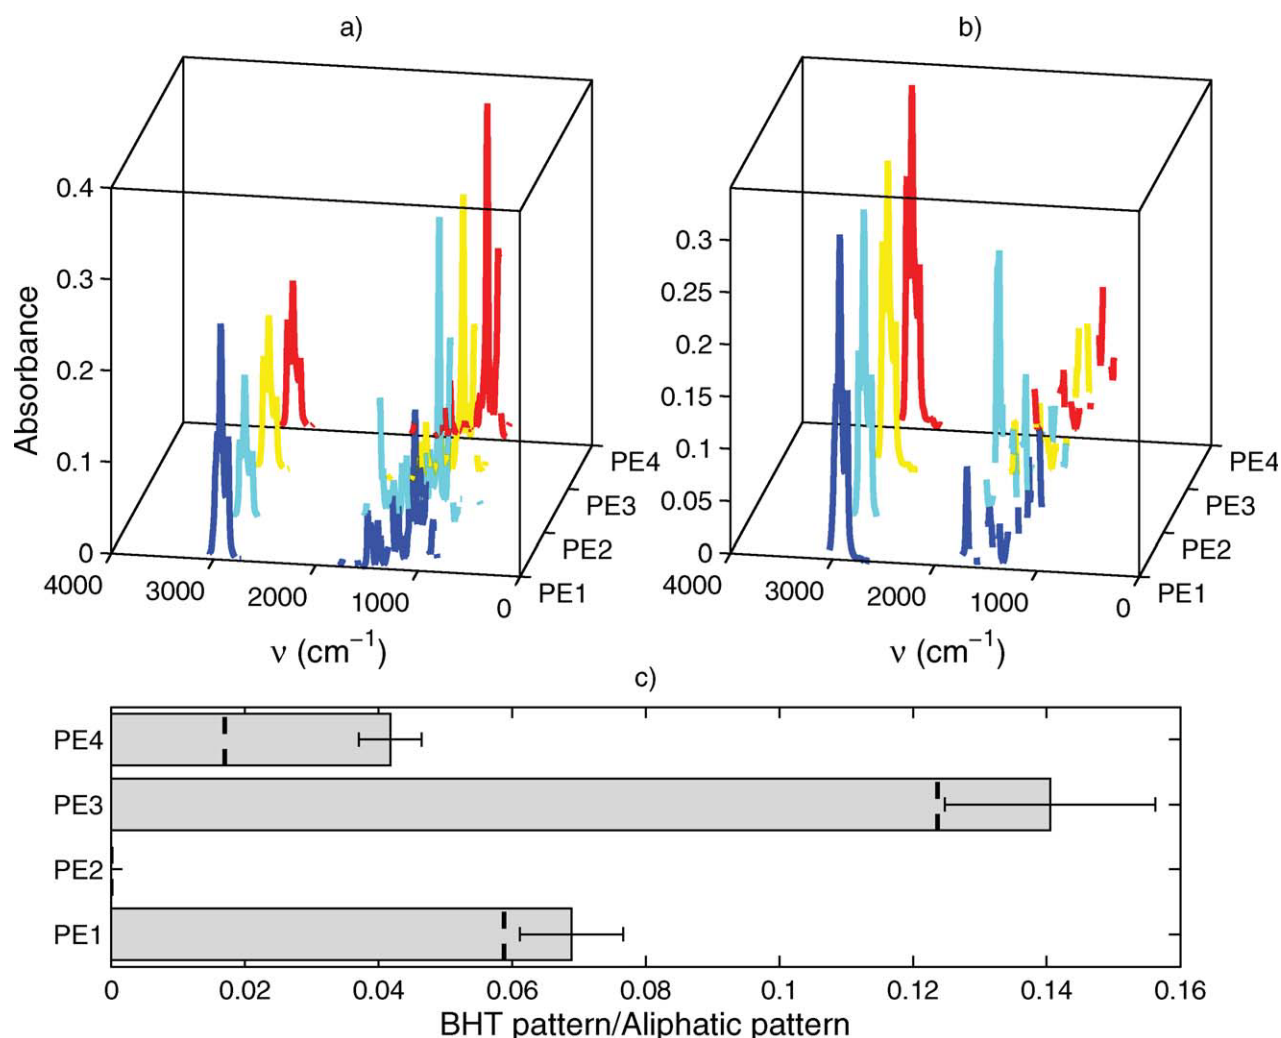 a)
b)
0.4
0.3
0.2
0.1
0
Absorbance
4000
3000
2000
1000
0
PE4
PE3
PE2
PE1
ν (cm−1)
0.3
0.25
0.2
0.15
0.1
0.05
0
4000
3000
2000
1000
0
PE4
PE3
PE2
PE1
ν (cm−1)
c)
PE4
PE3
PE2
PE1
0 0.02 0.04 0.06 0.08 0.1 0.12 0.14 0.16
BHT pattern/Aliphatic pattern